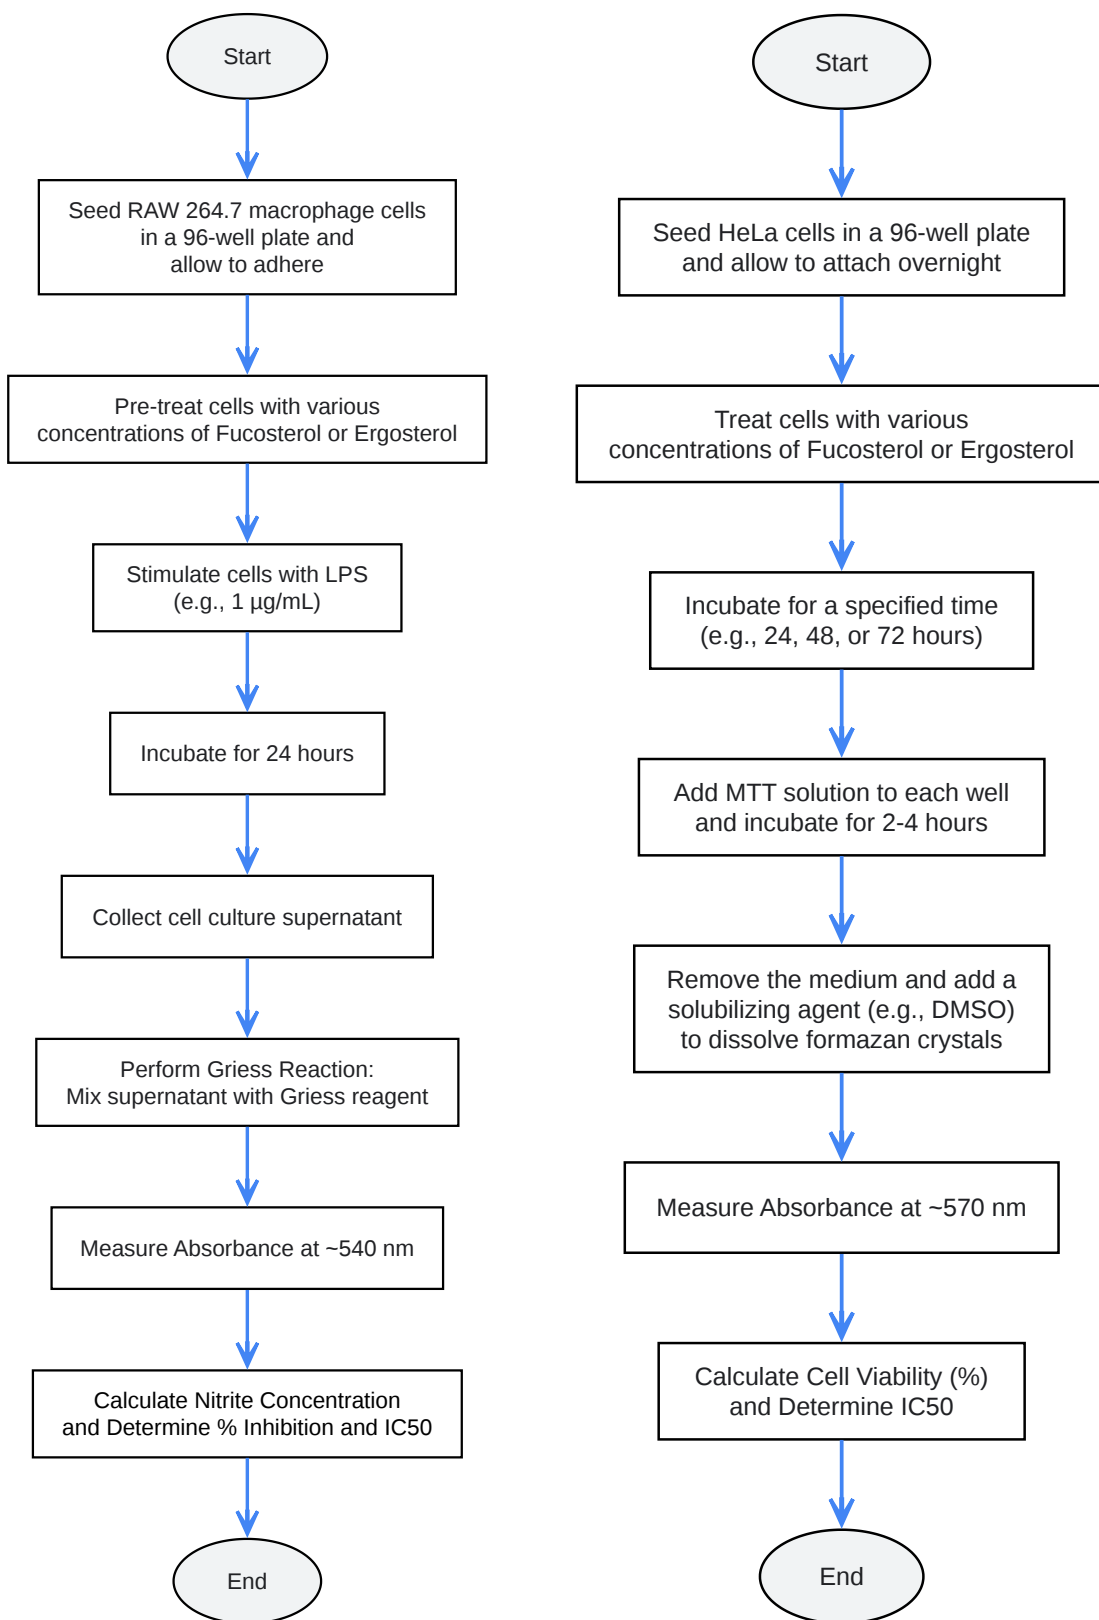 Start
Seed RAW 264.7 macrophage cells
in a 96-well plate and
allow to adhere
Pre-treat cells with various
concentrations of Fucosterol or Ergosterol
Stimulate cells with LPS
(e.g., 1 µg/mL)
Incubate for 24 hours
Collect cell culture supernatant
Perform Griess Reaction:
Mix supernatant with Griess reagent
Measure Absorbance at ~540 nm
Calculate Nitrite Concentration
and Determine % Inhibition and IC50
End
Start
Seed HeLa cells in a 96-well plate
and allow to attach overnight
Treat cells with various
concentrations of Fucosterol or Ergosterol
Incubate for a specified time
(e.g., 24, 48, or 72 hours)
Add MTT solution to each well
and incubate for 2-4 hours
Remove the medium and add a
solubilizing agent (e.g., DMSO)
to dissolve formazan crystals
Measure Absorbance at ~570 nm
Calculate Cell Viability (%)
and Determine IC50
End